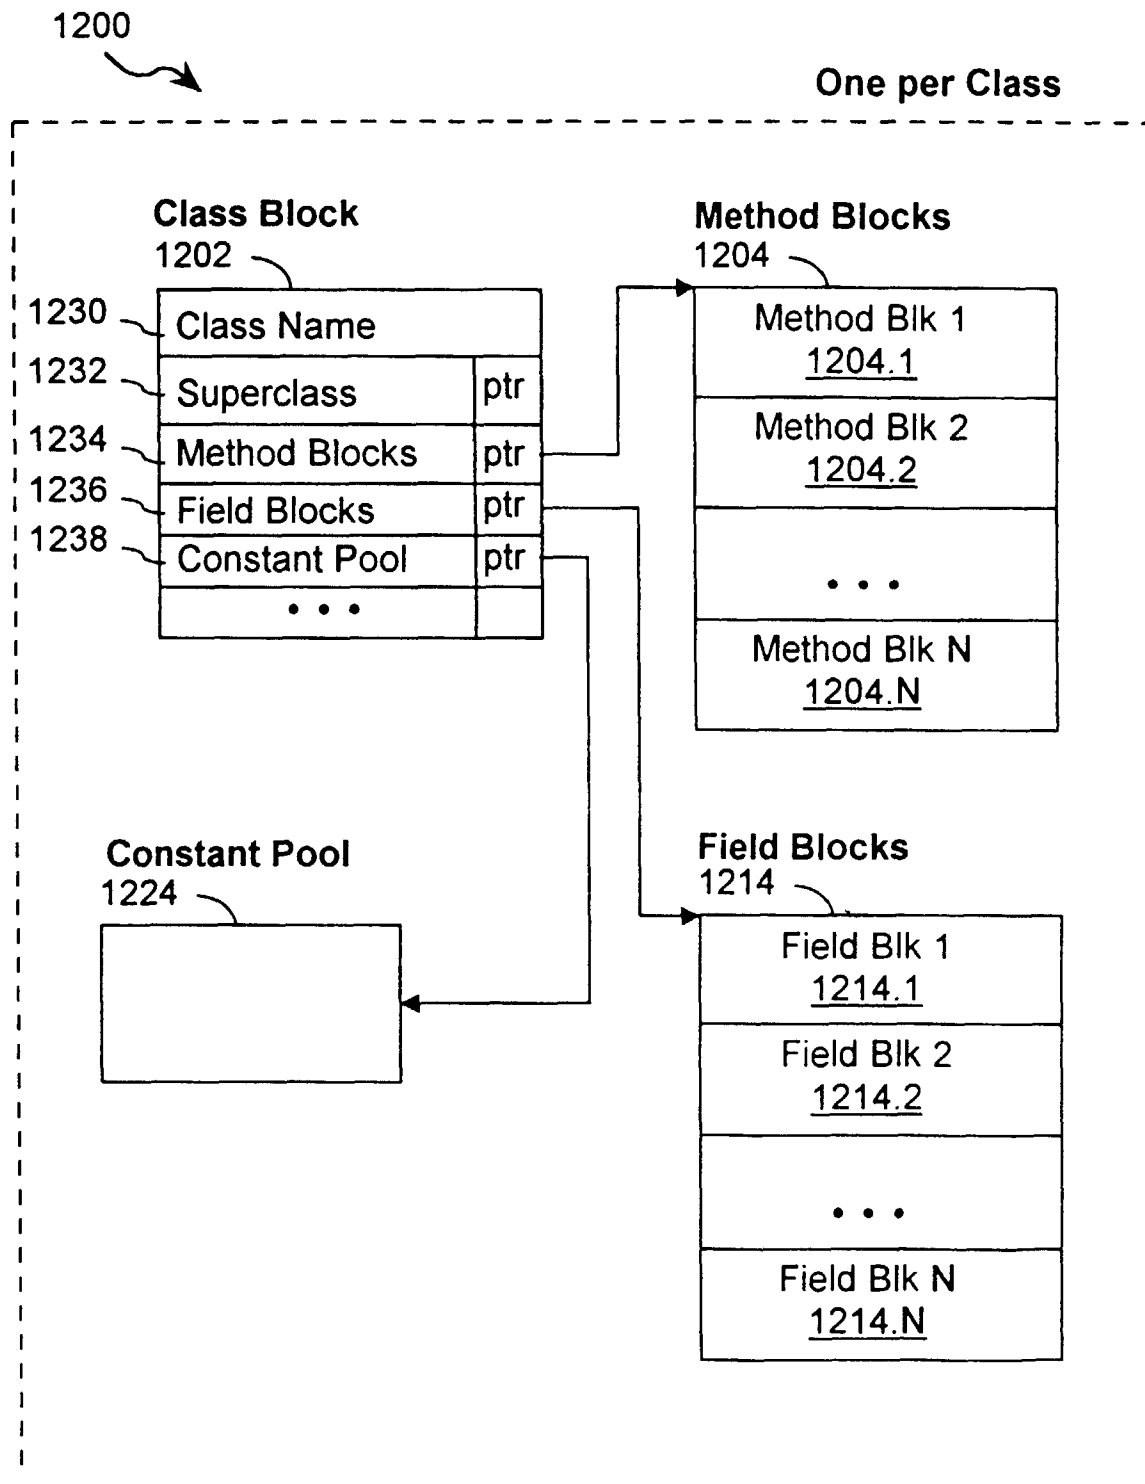 1200
One per Class
Class Block
1202
1230
Class Name
1232
Superclass ptr
1234
Method Blocks ptr
1236
Field Blocks ptr
1238
Constant Pool ptr
• • •
Method Blocks
1204
Method Blk 1
1204.1
Method Blk 2
1204.2
• • •
Method Blk N
1204.N
Constant Pool
1224
Field Blocks
1214
Field Blk 1
1214.1
Field Blk 2
1214.2
• • •
Field Blk N
1214.N